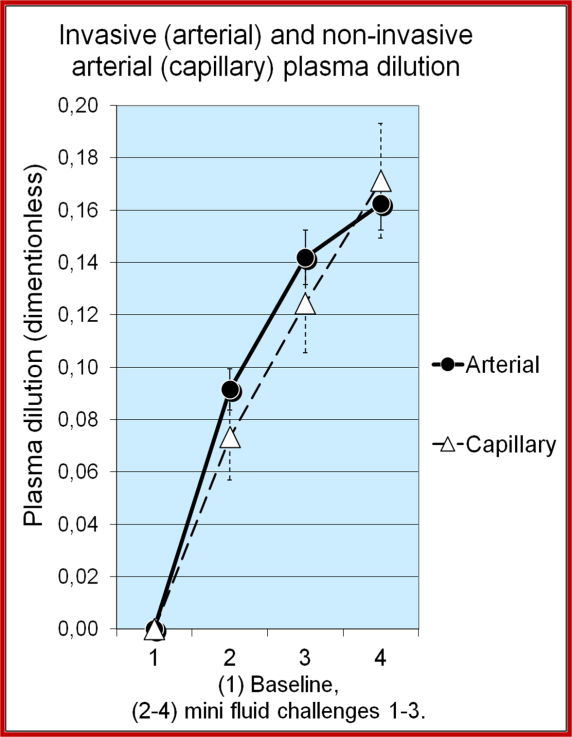 Invasive (arterial) and non-invasive
arterial (capillary) plasma dilution
0,20
0,18
0,16
0,14
0,12
0,10
0,08
0,06
0,04
0,02
0,00
Plasma dilution (dimentionless)
Arterial
Capillary
1 2 3 4
(1) Baseline,
(2-4) mini fluid challenges 1-3.